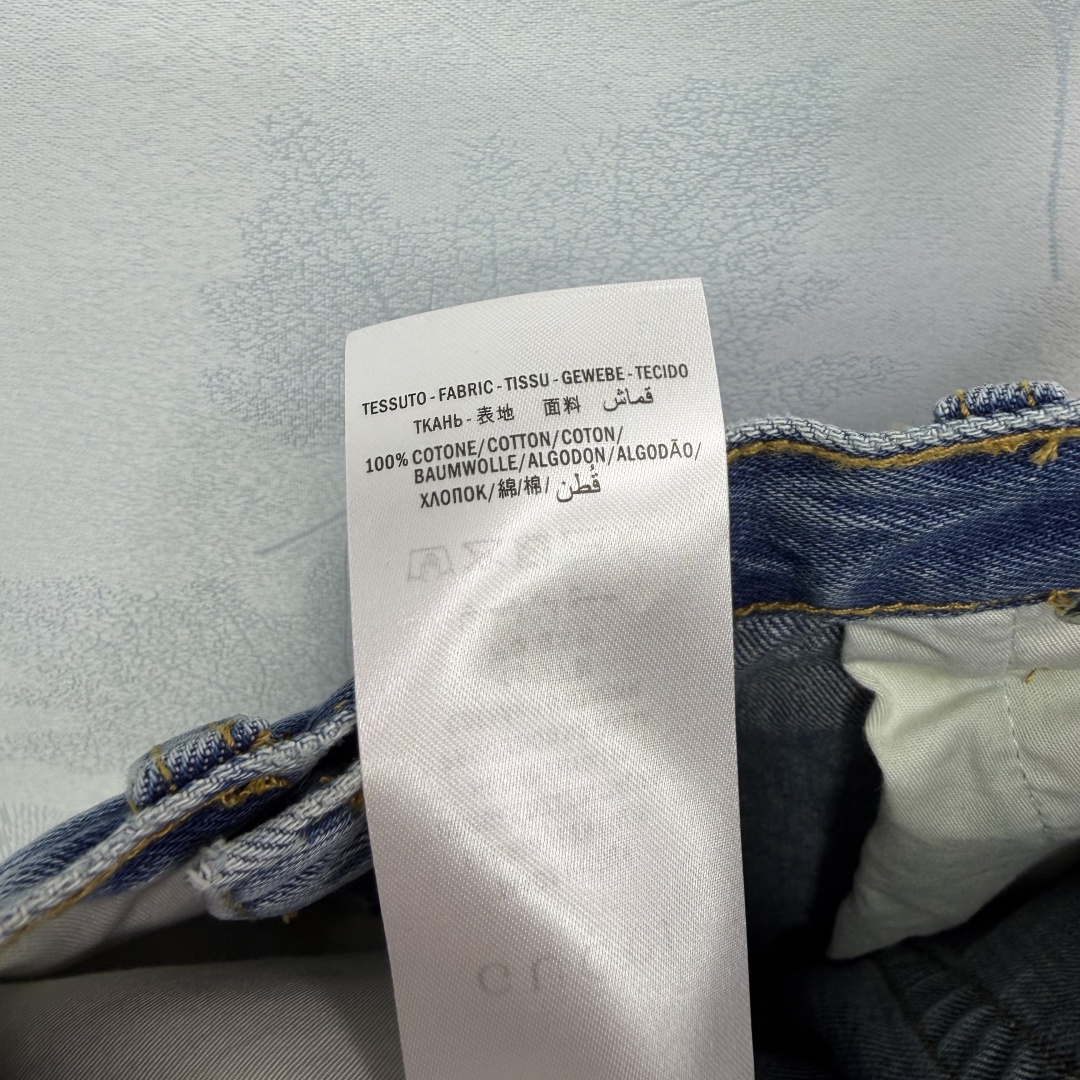 TESSUTO - FABRIC - TISSU - GEWEBE - TECIDO
ТКАНЬ - 表地 面料 قماش
100% COTONE/COTTON/COTON/
BAUMWOLLE/ALGODON/ALGODÃO/
ХЛОПОК/綿/棉/ قُطن